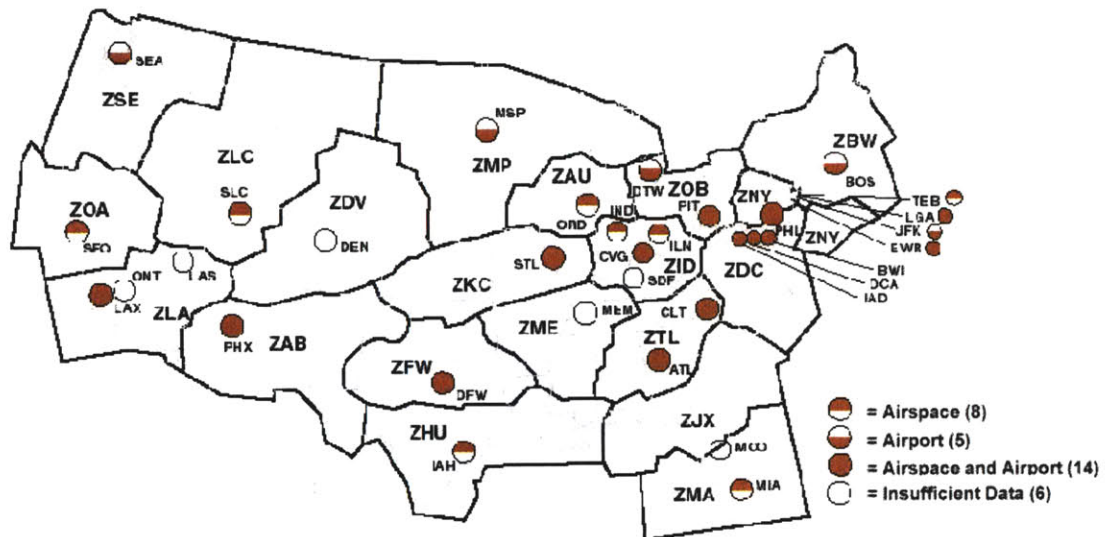 SEA
ZSE
MSP
ZMP
ZLC
SLC
ZBW
BOS
ZAU
ORD
DTW
ZOB
PIT
ZNY
PHL
TEB
LGA
JFK
EWR
ZNY
ZOA
SFO
ZDV
DEN
IND
ILN
CVG
ZID
SDF
ZDC
BWI
DCA
IAD
ONT
LAS
LAX
ZLA
STL
ZKC
PHX
ZAB
ZME
MEM
CLT
ZTL
ATL
ZFW
DFW
ZHU
IAH
ZJX
MCO
ZMA
MIA
= Airspace (8)
= Airport (5)
= Airspace and Airport (14)
= Insufficient Data (6)